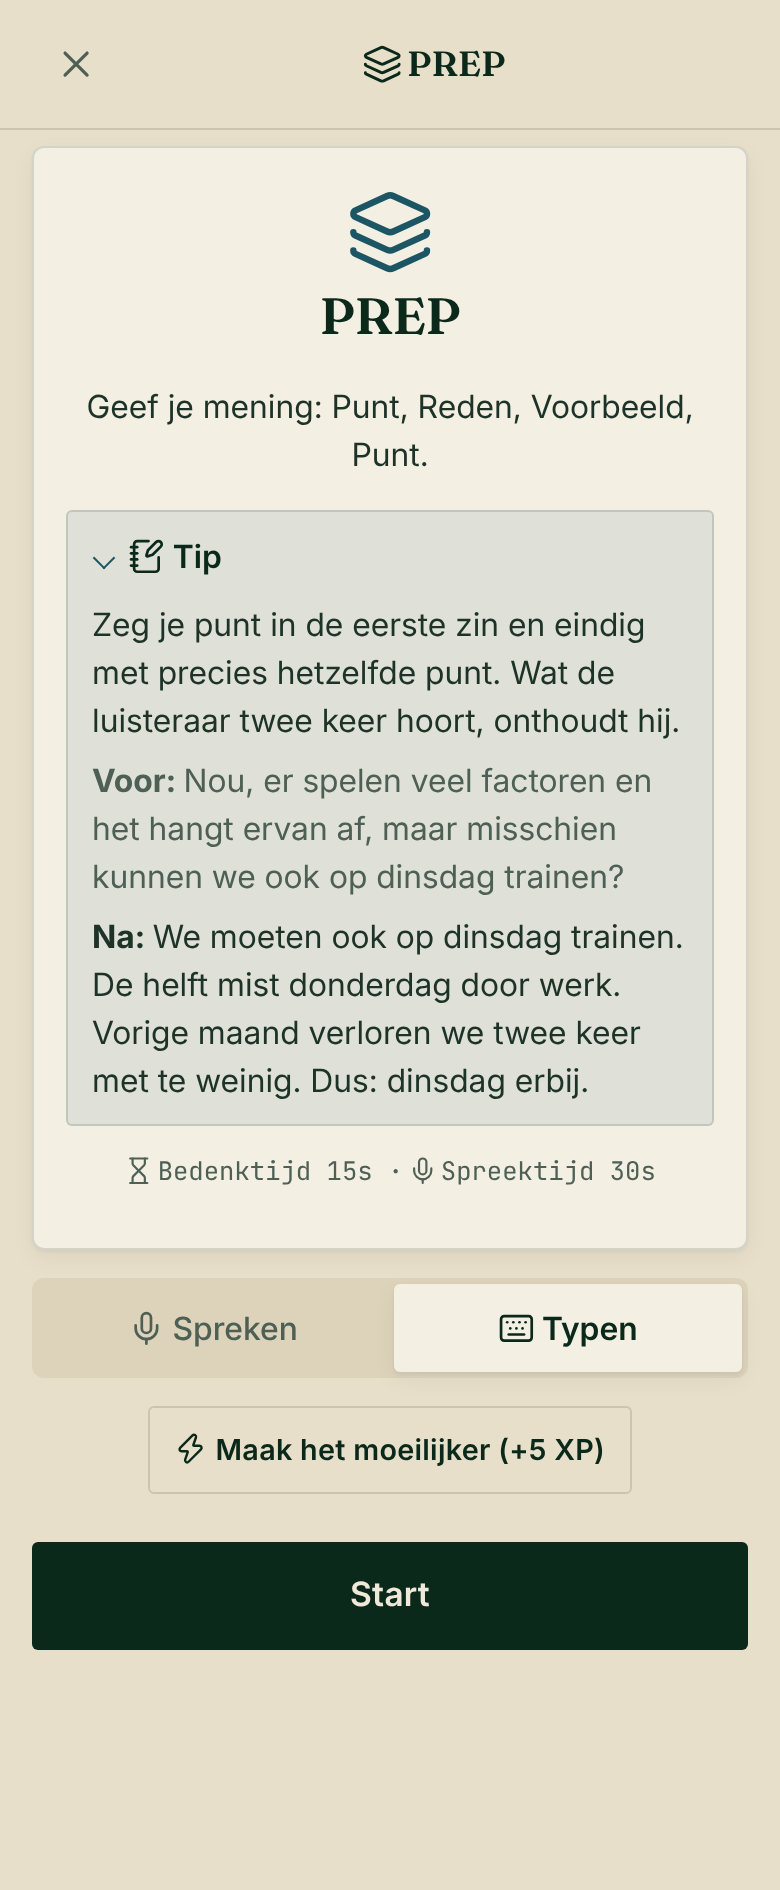 PREP
PREP
Geef je mening: Punt, Reden, Voorbeeld,
Punt.
Tip
Zeg je punt in de eerste zin en eindig
met precies hetzelfde punt. Wat de
luisteraar twee keer hoort, onthoudt hij.
Voor: Nou, er spelen veel factoren en
het hangt ervan af, maar misschien
kunnen we ook op dinsdag trainen?
Na: We moeten ook op dinsdag trainen.
De helft mist donderdag door werk.
Vorige maand verloren we twee keer
met te weinig. Dus: dinsdag erbij.
Bedenktijd 15s · Spreektijd 30s
Spreken
Typen
Maak het moeilijker (+5 XP)
Start